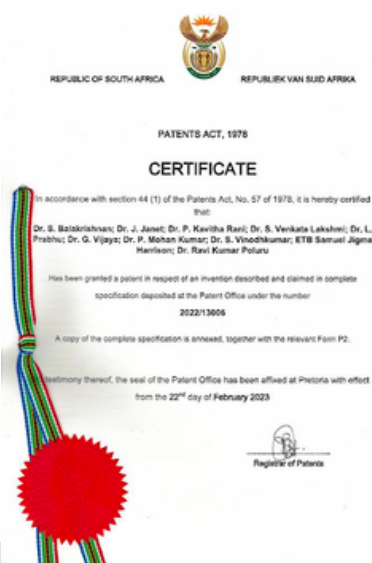 REPUBLIC OF SOUTH AFRICA
REPUBLIEK VAN SUID AFRIKA
PATENTS ACT, 1978
CERTIFICATE
In accordance with section 44 (1) of the Patents Act, No. 57 of 1978, it is hereby certified
that:
Dr. S. Balakrishnan; Dr. J. Janet; Dr. P. Kavitha Rani; Dr. S. Venkata Lakshmi; Dr. L.
Prabhu; Dr. G. Vijaya; Dr. P. Mohan Kumar; Dr. S. Vinodhkumar; ETB Samuel Jigme
Harrison; Dr. Ravi Kumar Poluru
Has been granted a patent in respect of an invention described and claimed in complete
specification deposited at the Patent Office under the number
2022/13006
A copy of the complete specification is annexed, together with the relevant Form P2.
testimony thereof, the seal of the Patent Office has been affixed at Pretoria with effect
from the 22nd day of February 2023
Registrar of Patents